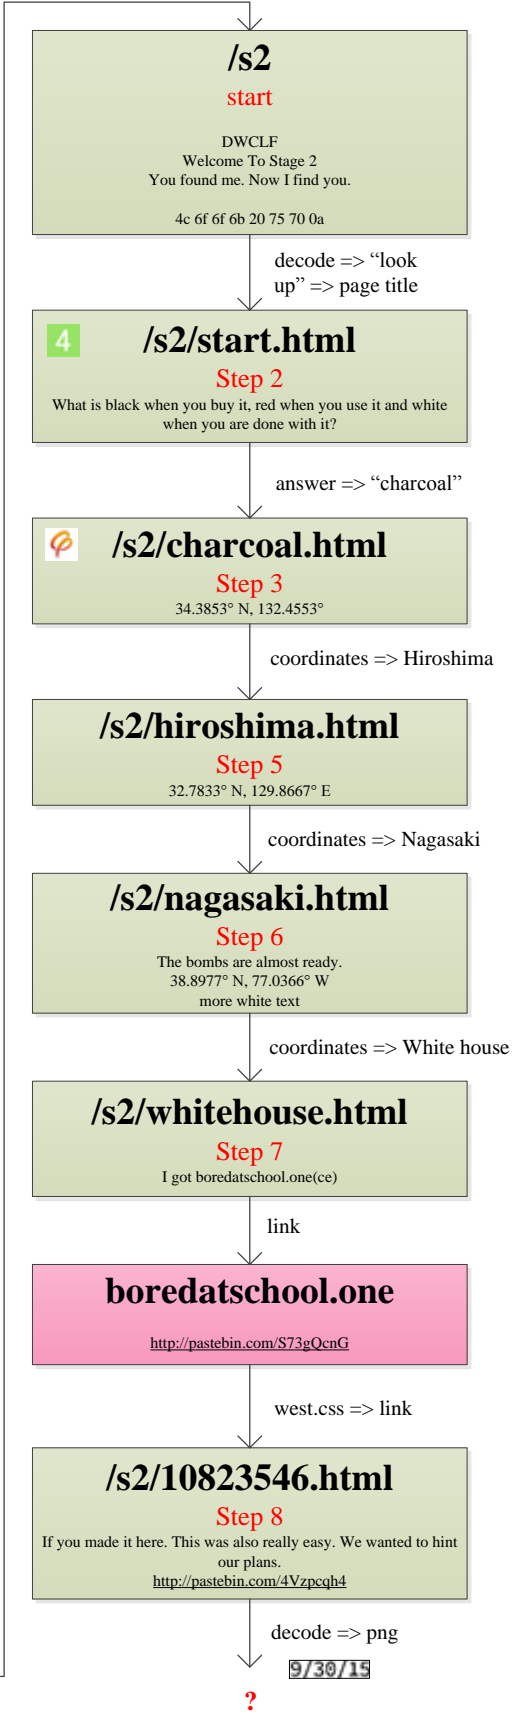 /s2
start
DWCLF
Welcome To Stage 2
You found me. Now I find you.
4c 6f 6f 6b 20 75 70 0a
decode => “look
up” => page title
4
/s2/start.html
Step 2
What is black when you buy it, red when you use it and white
when you are done with it?
answer => “charcoal”
/s2/charcoal.html
Step 3
34.3853° N, 132.4553°
coordinates => Hiroshima
/s2/hiroshima.html
Step 5
32.7833° N, 129.8667° E
coordinates => Nagasaki
/s2/nagasaki.html
Step 6
The bombs are almost ready.
38.8977° N, 77.0366° W
more white text
coordinates => White house
/s2/whitehouse.html
Step 7
I got boredatschool.one(ce)
link
boredatschool.one
http://pastebin.com/S73gQcnG
west.css => link
/s2/10823546.html
Step 8
If you made it here. This was also really easy. We wanted to hint
our plans.
http://pastebin.com/4Vzpcqh4
decode => png
9/30/15
?